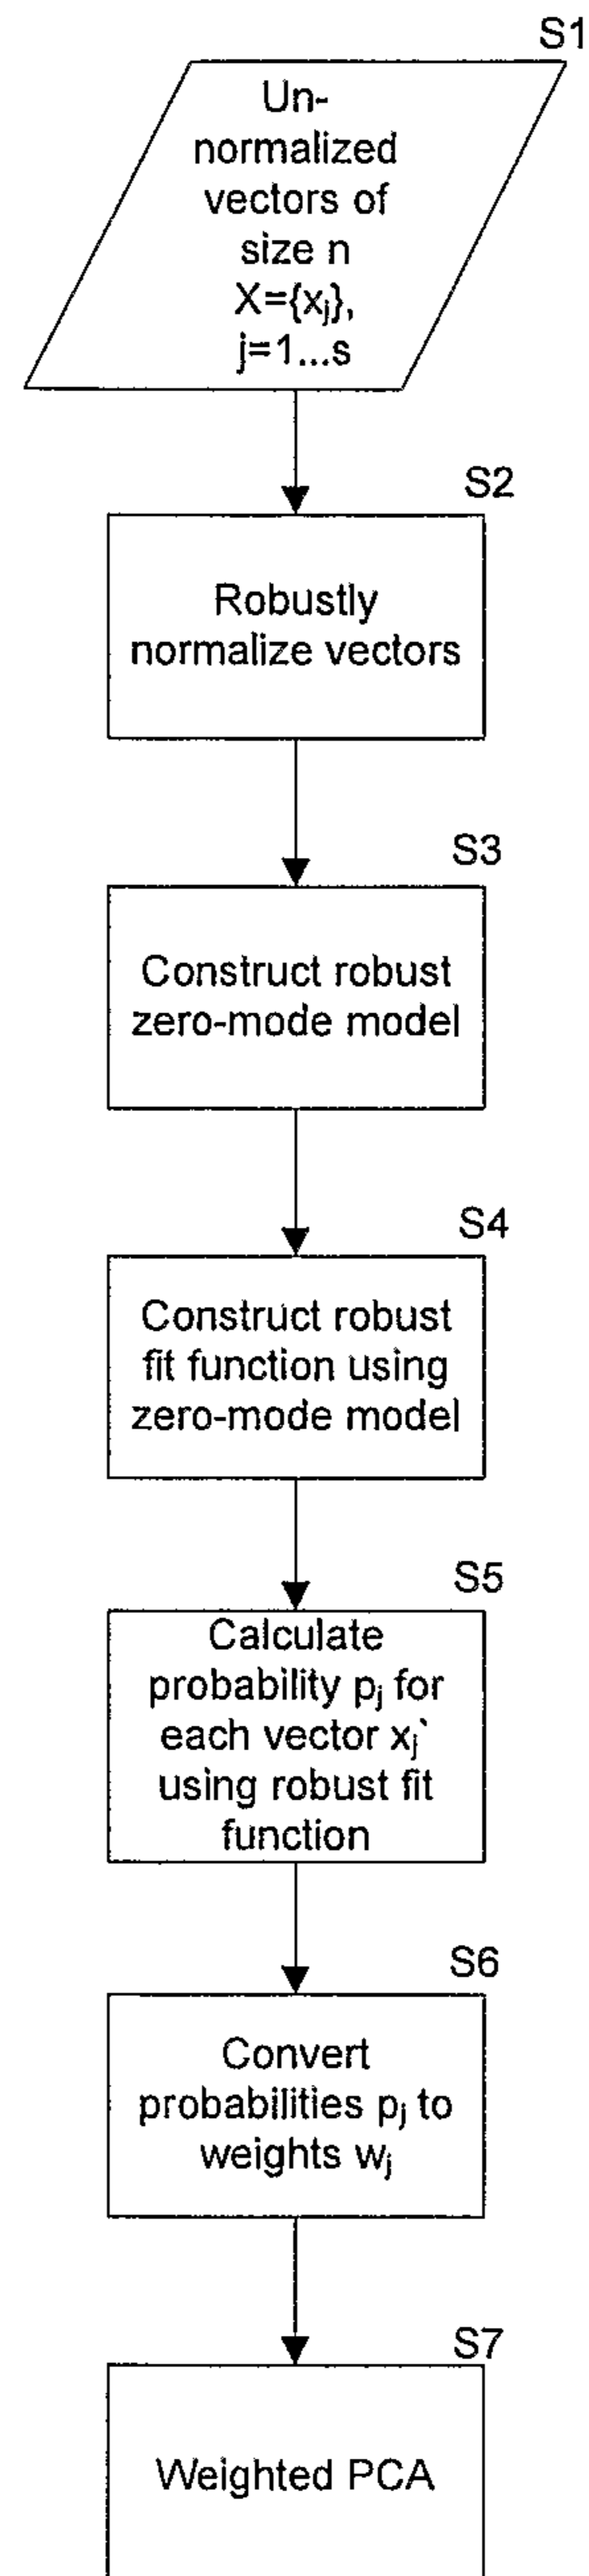 S1
Un-
normalized
vectors of
size n
X={xj},
j=1...s
S2
Robustly
normalize vectors
S3
Construct robust
zero-mode model
S4
Construct robust
fit function using
zero-mode model
S5
Calculate
probability pj for
each vector xj`
using robust fit
function
S6
Convert
probabilities pj to
weights wj
S7
Weighted PCA